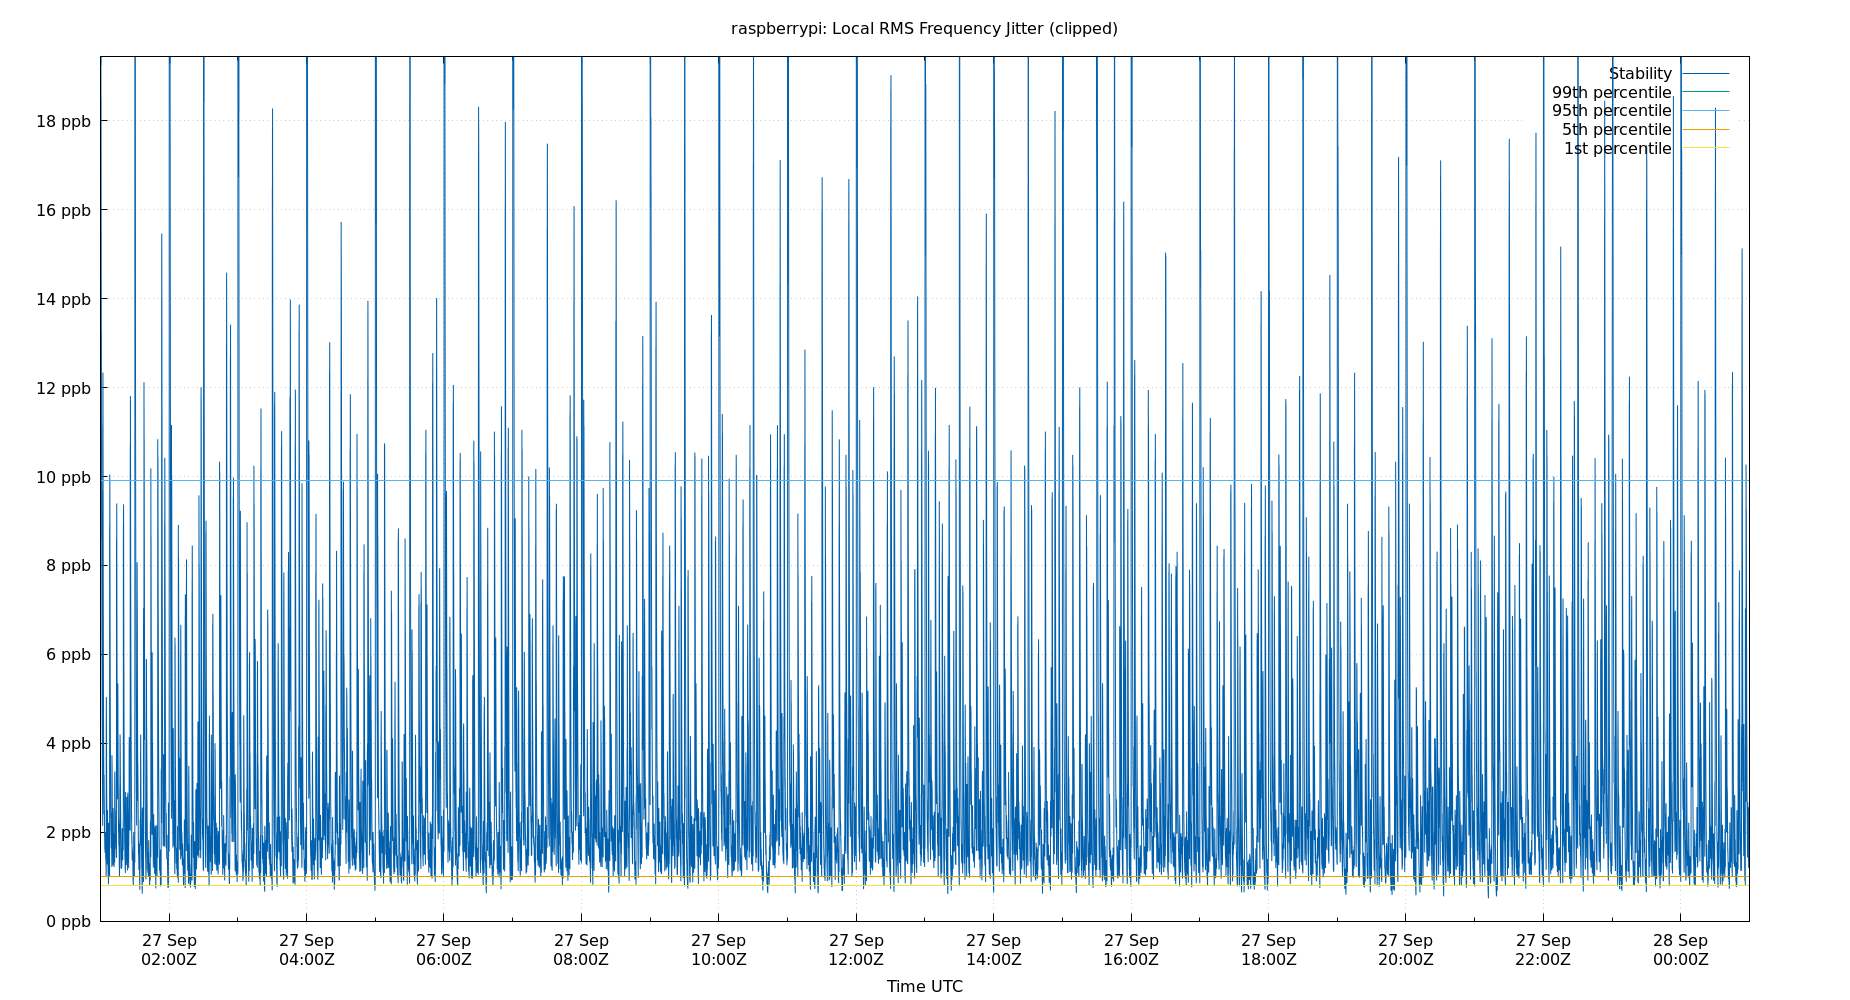 raspberrypi: Local RMS Frequency Jitter (clipped)
Stability
99th percentile
95th percentile
5th percentile
1st percentile
18 ppb
16 ppb
14 ppb
12 ppb
10 ppb
8 ppb
6 ppb
4 ppb
2 ppb
0 ppb
27 Sep 27 Sep 27 Sep 27 Sep 27 Sep 27 Sep 27 Sep 27 Sep 27 Sep 27 Sep 27 Sep 28 Sep
02:00Z 04:00Z 06:00Z 08:00Z 10:00Z 12:00Z 14:00Z 16:00Z 18:00Z 20:00Z 22:00Z 00:00Z
Time UTC